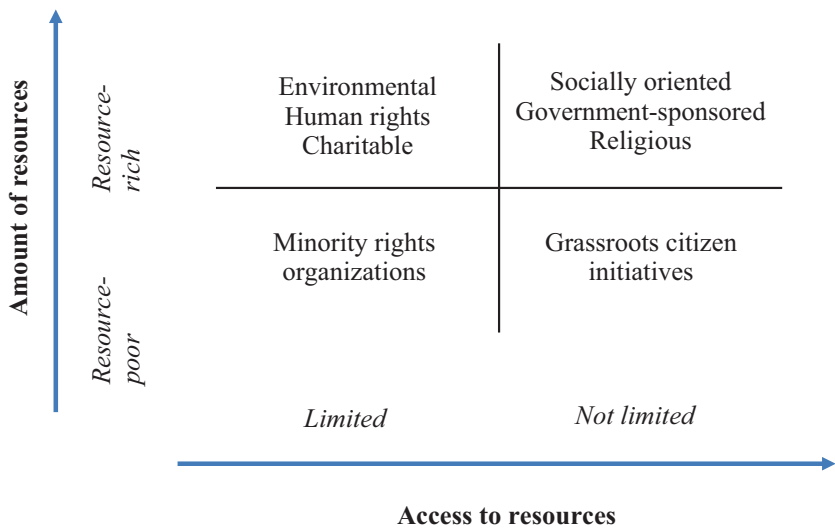 Amount of resources
Resource-
rich
Resource-
poor
Environmental
Human rights
Charitable
Socially oriented
Government-sponsored
Religious
Minority rights
organizations
Grassroots citizen
initiatives
Limited
Not limited
Access to resources